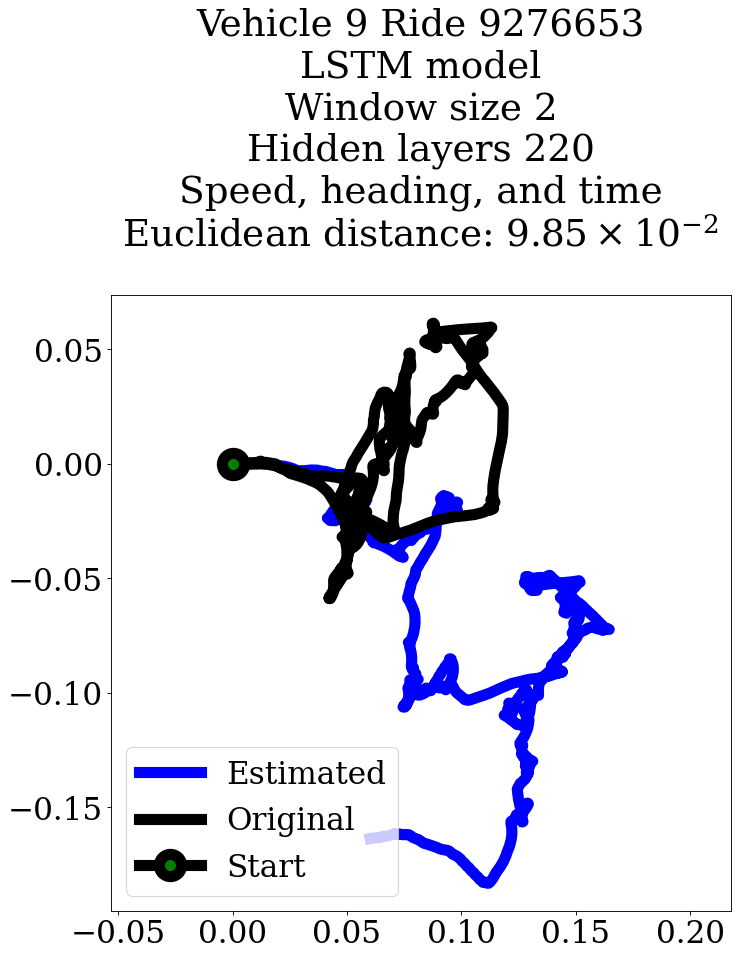 Vehicle 9 Ride 9276653
LSTM model
Window size 2
Hidden layers 220
Speed, heading, and time
Euclidean distance: 9.85 × 10⁻²
0.05
0.00
−0.05
−0.10
−0.15
Estimated
Original
Start
−0.05 0.00 0.05 0.10 0.15 0.20